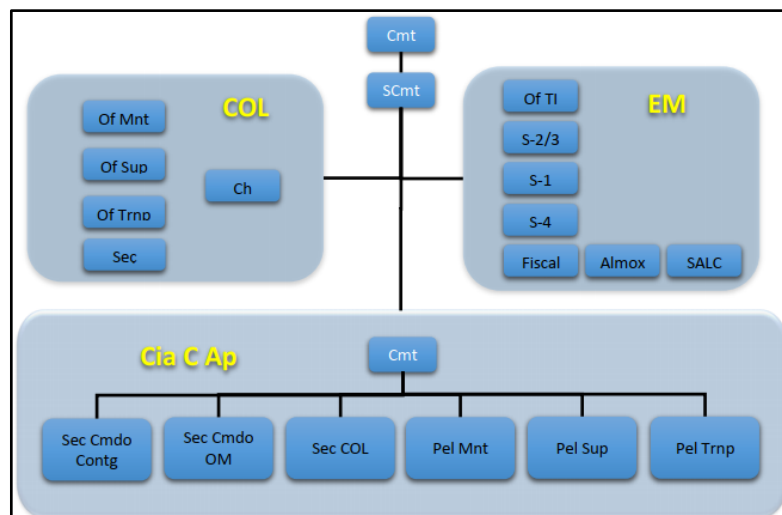 Cmt
SCmt
COL
Of Mnt
Of Sup
Of Trnp
Sec
Ch
EM
Of TI
S-2/3
S-1
S-4
Fiscal
Almox
SALC
Cia C Ap
Cmt
Sec Cmdo
Contg
Sec Cmdo
OM
Sec COL
Pel Mnt
Pel Sup
Pel Trnp